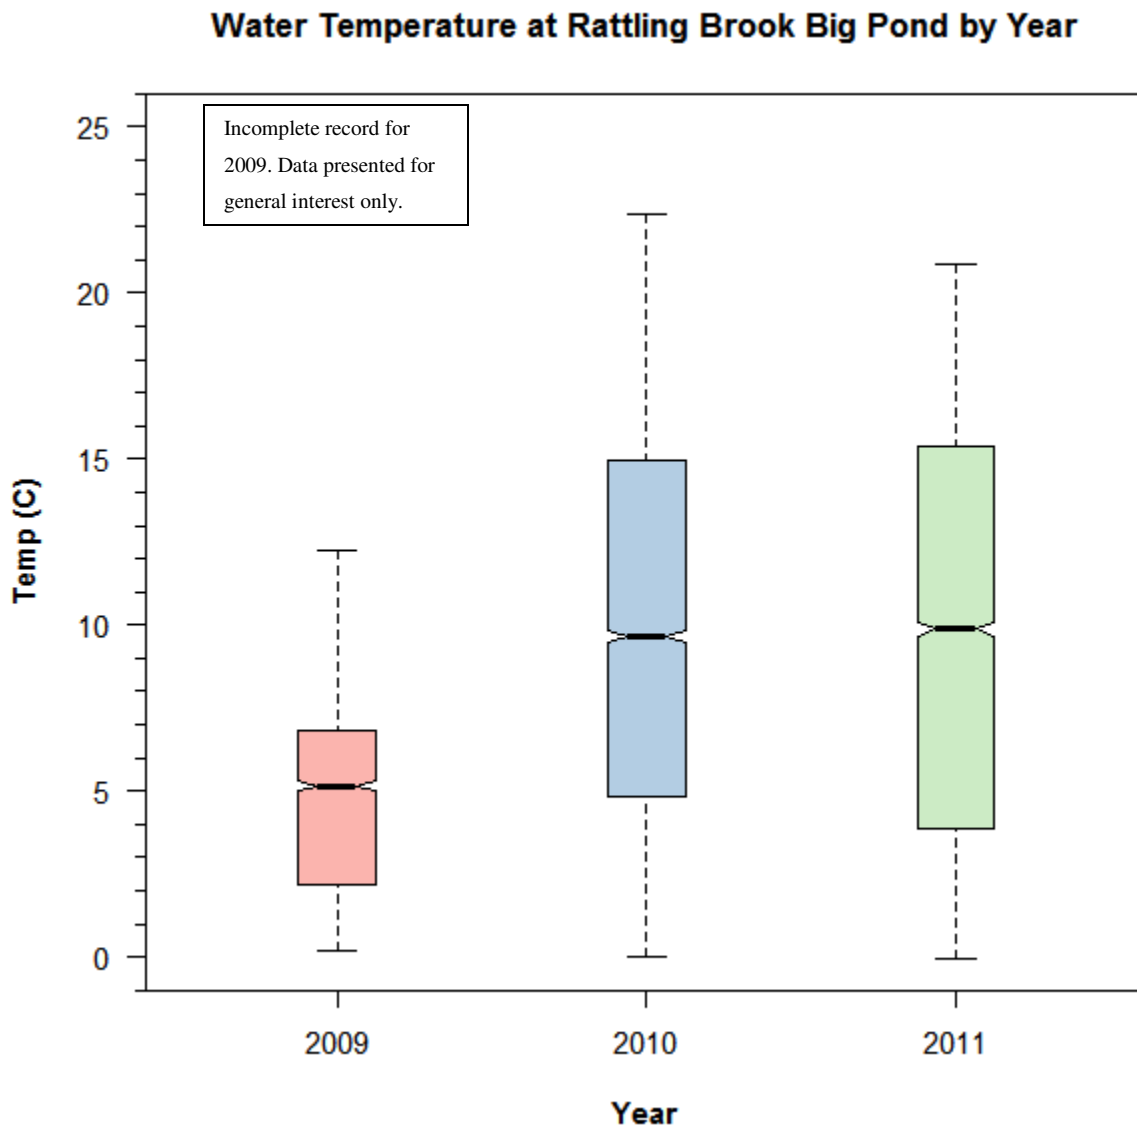 Water Temperature at Rattling Brook Big Pond by Year
Incomplete record for
2009. Data presented for
general interest only.
25
20
15
10
5
0
Temp (C)
2009 2010 2011
Year